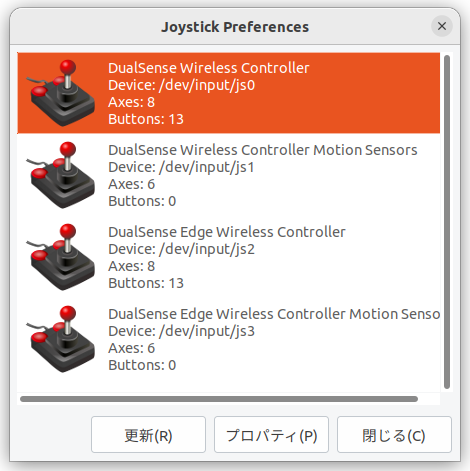 Joystick Preferences
DualSense Wireless Controller
Device: /dev/input/js0
Axes: 8
Buttons: 13
DualSense Wireless Controller Motion Sensors
Device: /dev/input/js1
Axes: 6
Buttons: 0
DualSense Edge Wireless Controller
Device: /dev/input/js2
Axes: 8
Buttons: 13
DualSense Edge Wireless Controller Motion Senso
Device: /dev/input/js3
Axes: 6
Buttons: 0
更新(R) プロパティ(P) 閉じる(C)